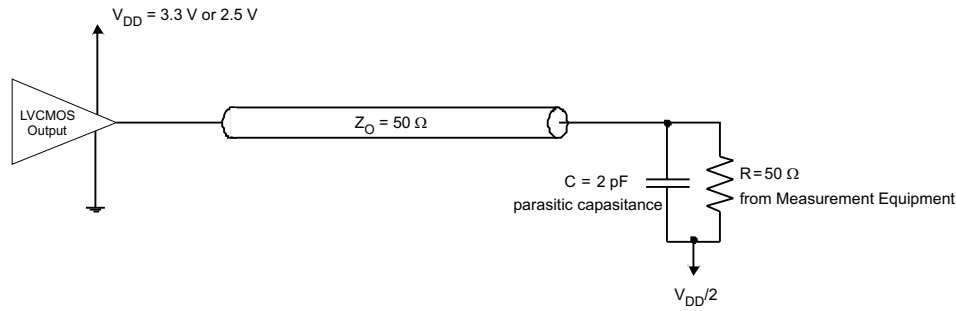 V_DD = 3.3 V or 2.5 V
LVCMOS
Output
Z_O = 50 Ω
C = 2 pF
parasitic capasitance
R=50 Ω
from Measurement Equipment
V_DD/2